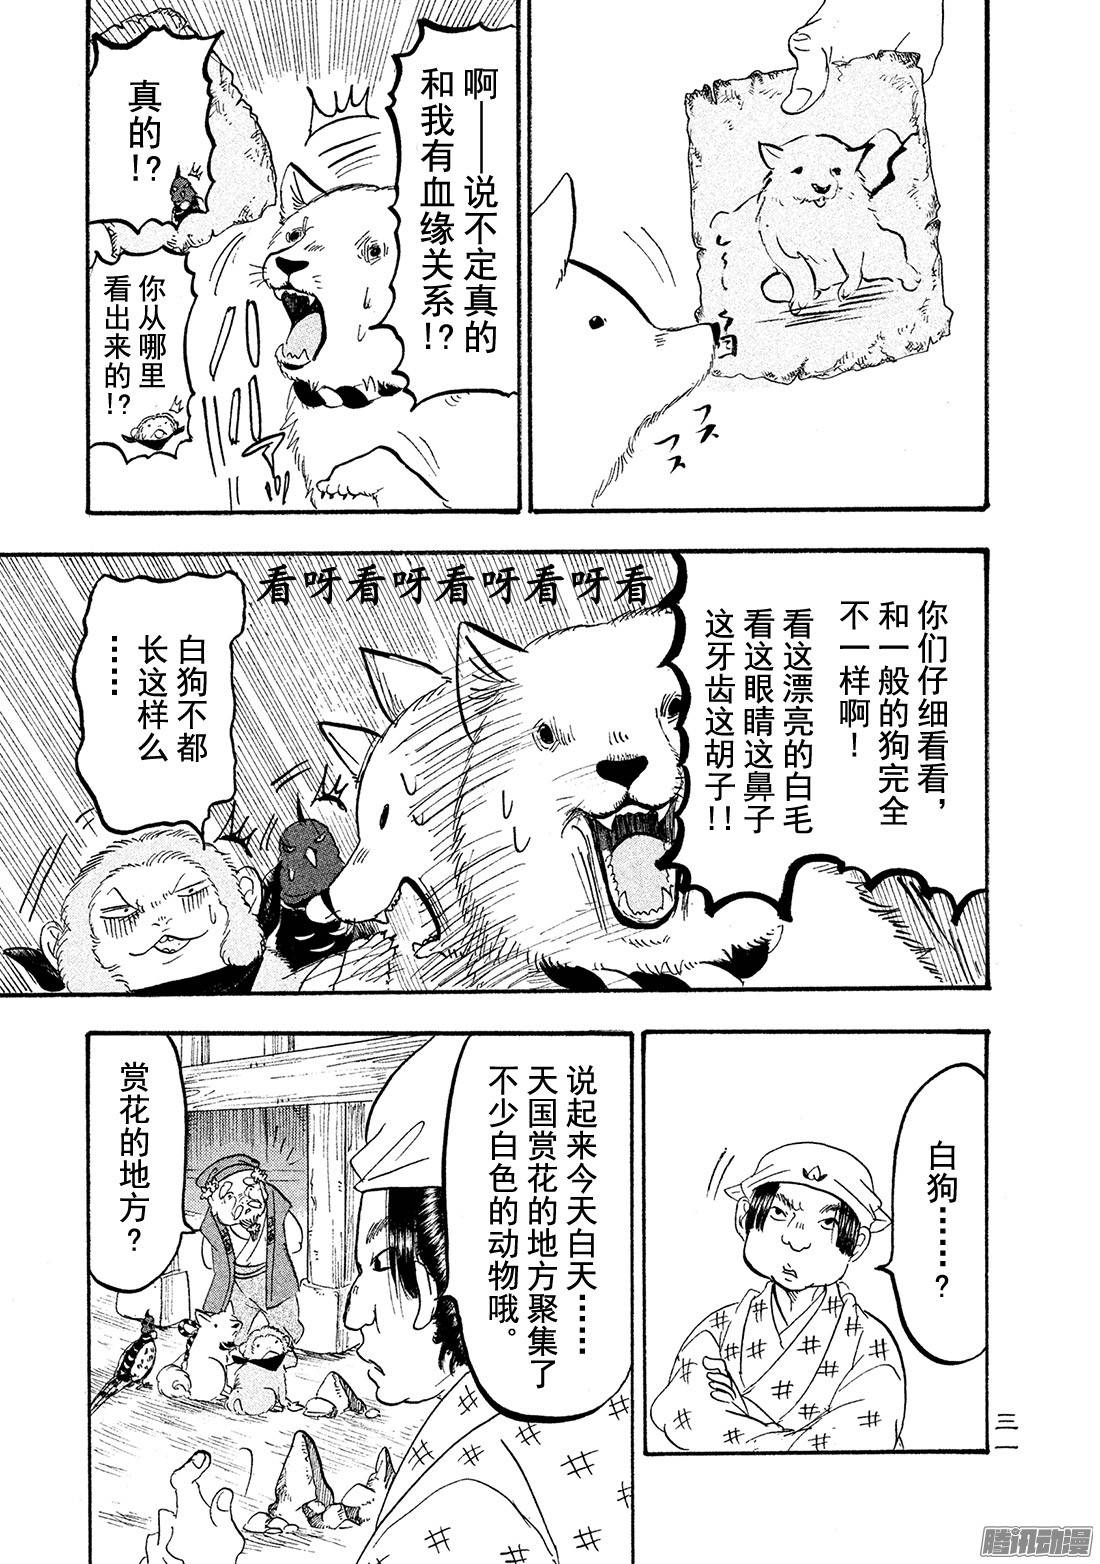 スス
啊——说不定真的
和我有血缘关系!?
真的!?
你从哪里
看出来的!?
你们仔细看看，
和一般的狗完全
不一样啊！
看这漂亮的白毛
看这眼睛这鼻子
这牙齿这胡子!!
看呀看呀看呀看呀看
白狗不都
长这样么
……
白狗……?
说起来今天白天……
天国赏花的地方聚集了
不少白色的动物哦。
赏花的地方?
三一
腾讯动漫